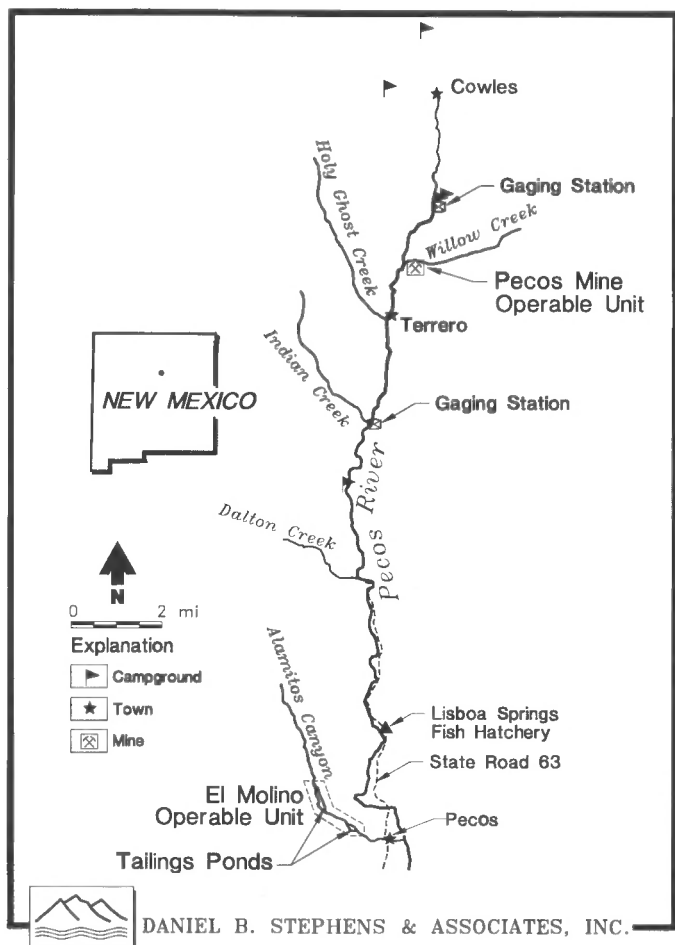 Cowles
Holy Ghost Creek
Gaging Station
Willow Creek
Pecos Mine
Operable Unit
Terrero
Indian Creek
NEW MEXICO
Gaging Station
Pecos River
Dalton Creek
N
0 2 mi
Explanation
Campground
Town
Mine
Alamitos Canyon
Lisboa Springs
Fish Hatchery
State Road 63
El Molino
Operable Unit
Pecos
Tailings Ponds
DANIEL B. STEPHENS & ASSOCIATES, INC.